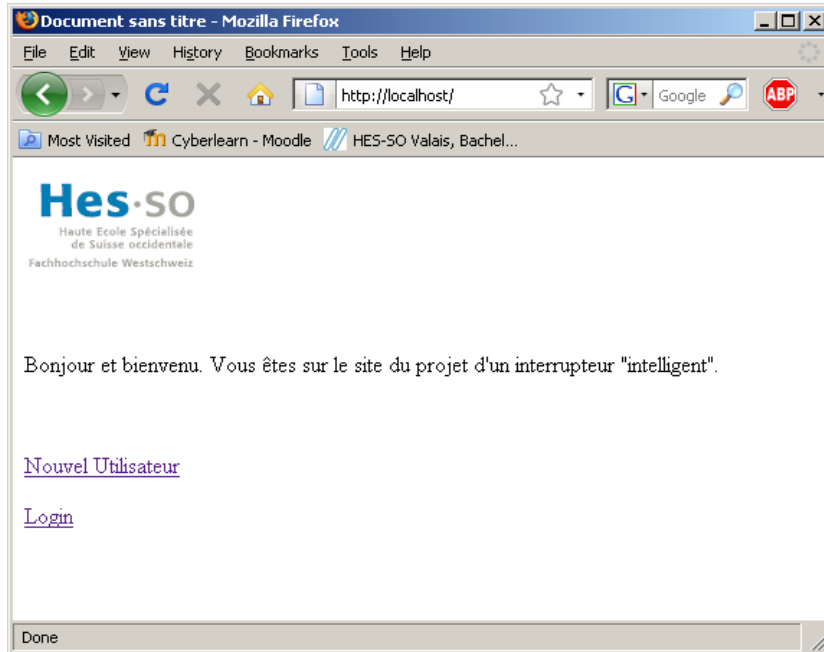 Document sans titre - Mozilla Firefox
File Edit View History Bookmarks Tools Help
http://localhost/ G Google ABP
Most Visited Cyberlearn - Moodle HES-SO Valais, Bachel...
Hes·so
Haute Ecole Spécialisée
de Suisse occidentale
Fachhochschule Westschweiz
Bonjour et bienvenu. Vous êtes sur le site du projet d'un interrupteur "intelligent".
Nouvel Utilisateur
Login
Done